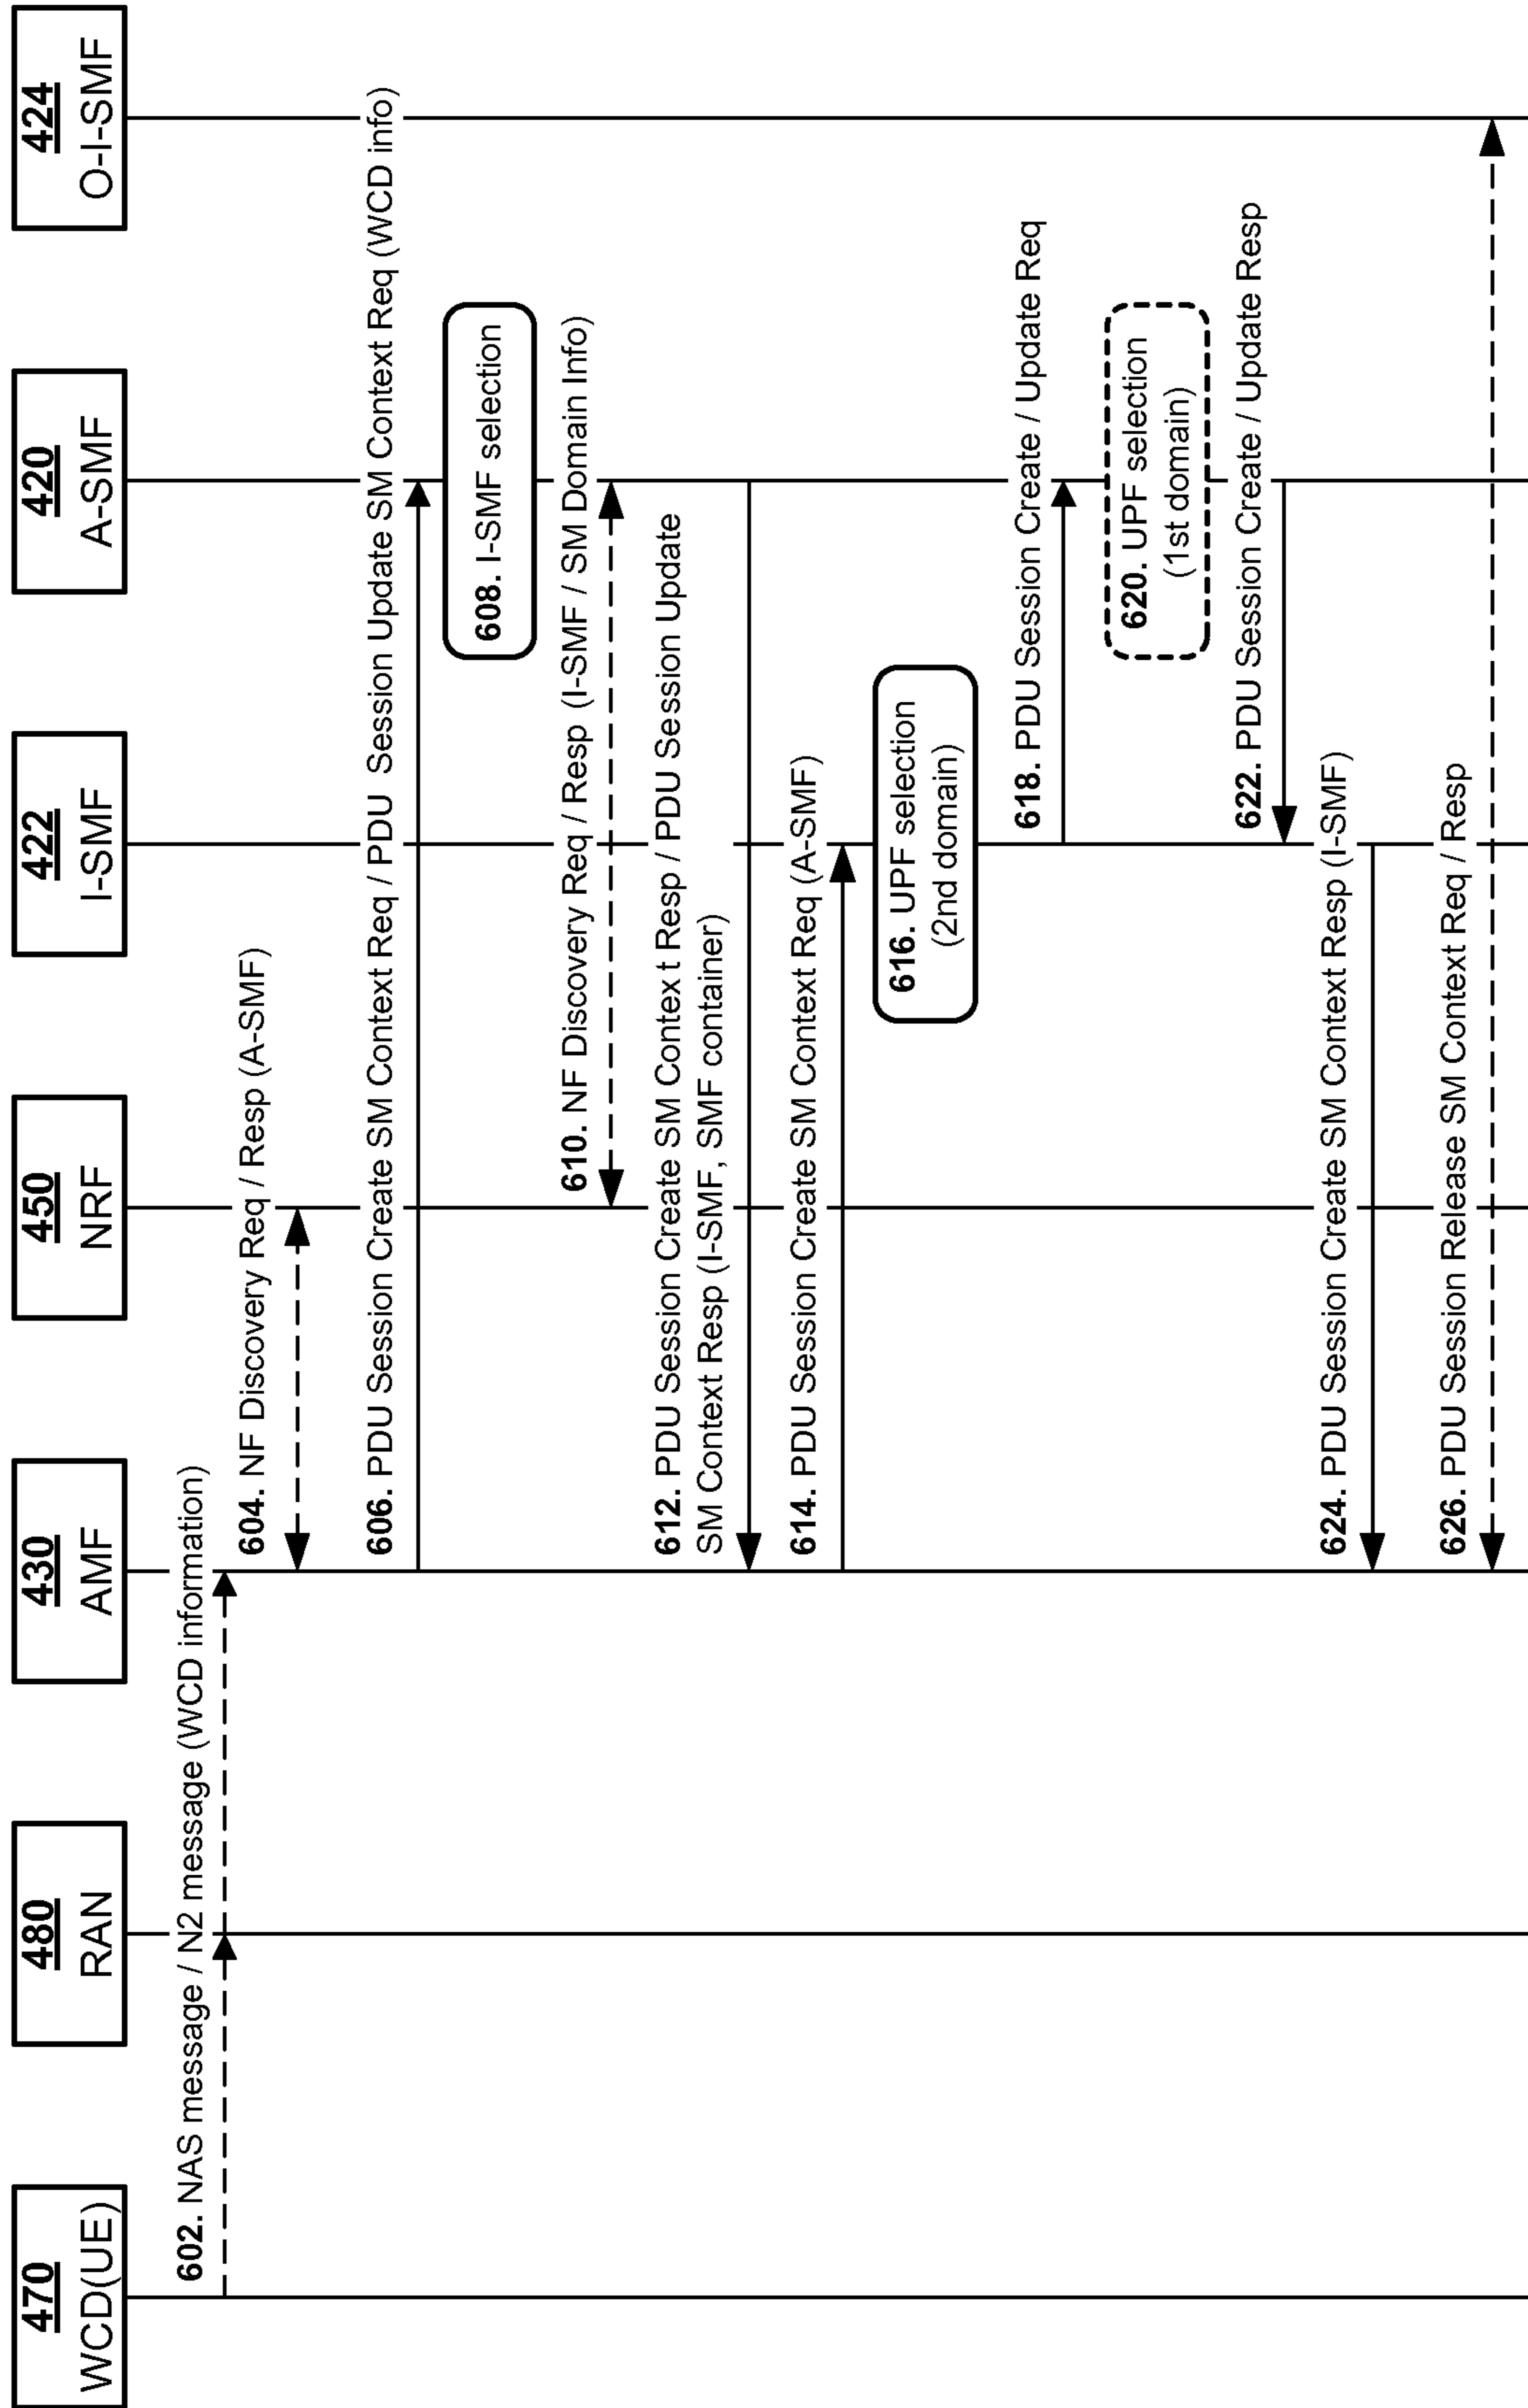 470
WCD(UE)
480
RAN
430
AMF
450
NRF
422
I-SMF
420
A-SMF
424
O-I-SMF
602. NAS message / N2 message (WCD information)
604. NF Discovery Req / Resp (A-SMF)
606. PDU Session Create SM Context Req / PDU Session Update SM Context Req (WCD info)
608. I-SMF selection
610. NF Discovery Req / Resp (I-SMF / SM Domain Info)
612. PDU Session Create SM Contex t Resp / PDU Session Update
SM Context Resp (I-SMF, SMF container)
614. PDU Session Create SM Context Req (A-SMF)
616. UPF selection
(2nd domain)
618. PDU Session Create / Update Req
620. UPF selection
(1st domain)
622. PDU Session Create / Update Resp
624. PDU Session Create SM Context Resp (I-SMF)
626. PDU Session Release SM Context Req / Resp